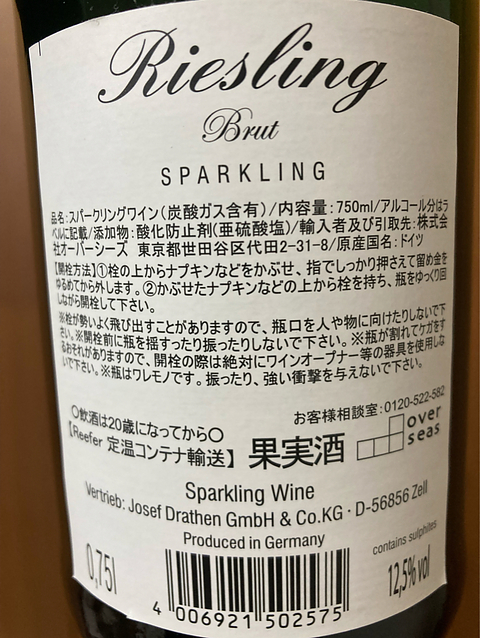 Riesling
Brut
SPARKLING
品名:スパークリングワイン(炭酸ガス含有)/内容量:750ml/アルコール分はラ
ベルに記載/添加物:酸化防止剤(亜硫酸塩)/輸入者及び引取先:株式会
社オーバーシーズ 東京都世田谷区代田2-31-8/原産国名:ドイツ
【開栓方法】①栓の上からナプキンなどをかぶせ、指でしっかり押さえて留め金を
ゆるめてから外します。②かぶせたナプキンなどの上から栓を持ち、瓶をゆっくり回
しながら開栓して下さい。
※栓が勢いよく飛び出すことがありますので、瓶口を人や物に向けたりしないで下
さい。※開栓前に瓶を揺すったり振ったりしないで下さい。※瓶が割れてケガをす
るおそれがありますので、開栓の際は絶対にワインオープナー等の器具を使用しな
いで下さい。※瓶はワレモノです。振ったり、強い衝撃を与えないで下さい。
お客様相談室:0120-522-582
○飲酒は20歳になってから○
【Reefer 定温コンテナ輸送】 果実酒 over
seas
Sparkling Wine
Vertrieb: Josef Drathen GmbH & Co.KG · D-56856 Zell
Produced in Germany
contains sulphites
0,75l
12,5% vol
4 006921 502575